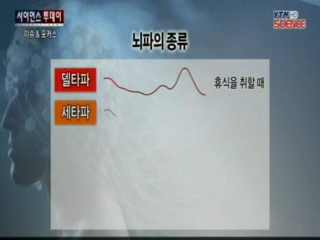 사이언스 투데이
이슈 & 포커스
YTN HD
SCIENCE
뇌파의 종류
델타파
휴식을 취할 때
세타파